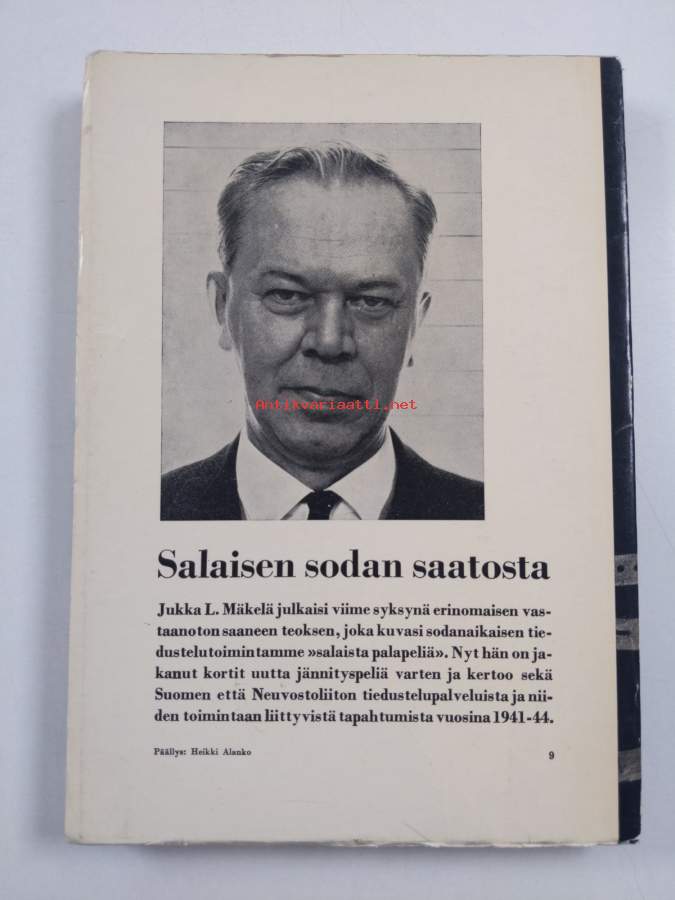 Antikvariaatti.net
Salaisen sodan saatosta
Jukka L. Mäkelä julkaisi viime syksynä erinomaisen vas-
taanoton saaneen teoksen, joka kuvasi sodanaikaisen tie-
dustelutoimintamme »salaista palapeliä». Nyt hän on ja-
kanut kortit uutta jännityspeliä varten ja kertoo sekä
Suomen että Neuvostoliiton tiedustelupalveluista ja nii-
den toimintaan liittyvistä tapahtumista vuosina 1941-44.
Päällys: Heikki Alanko 9